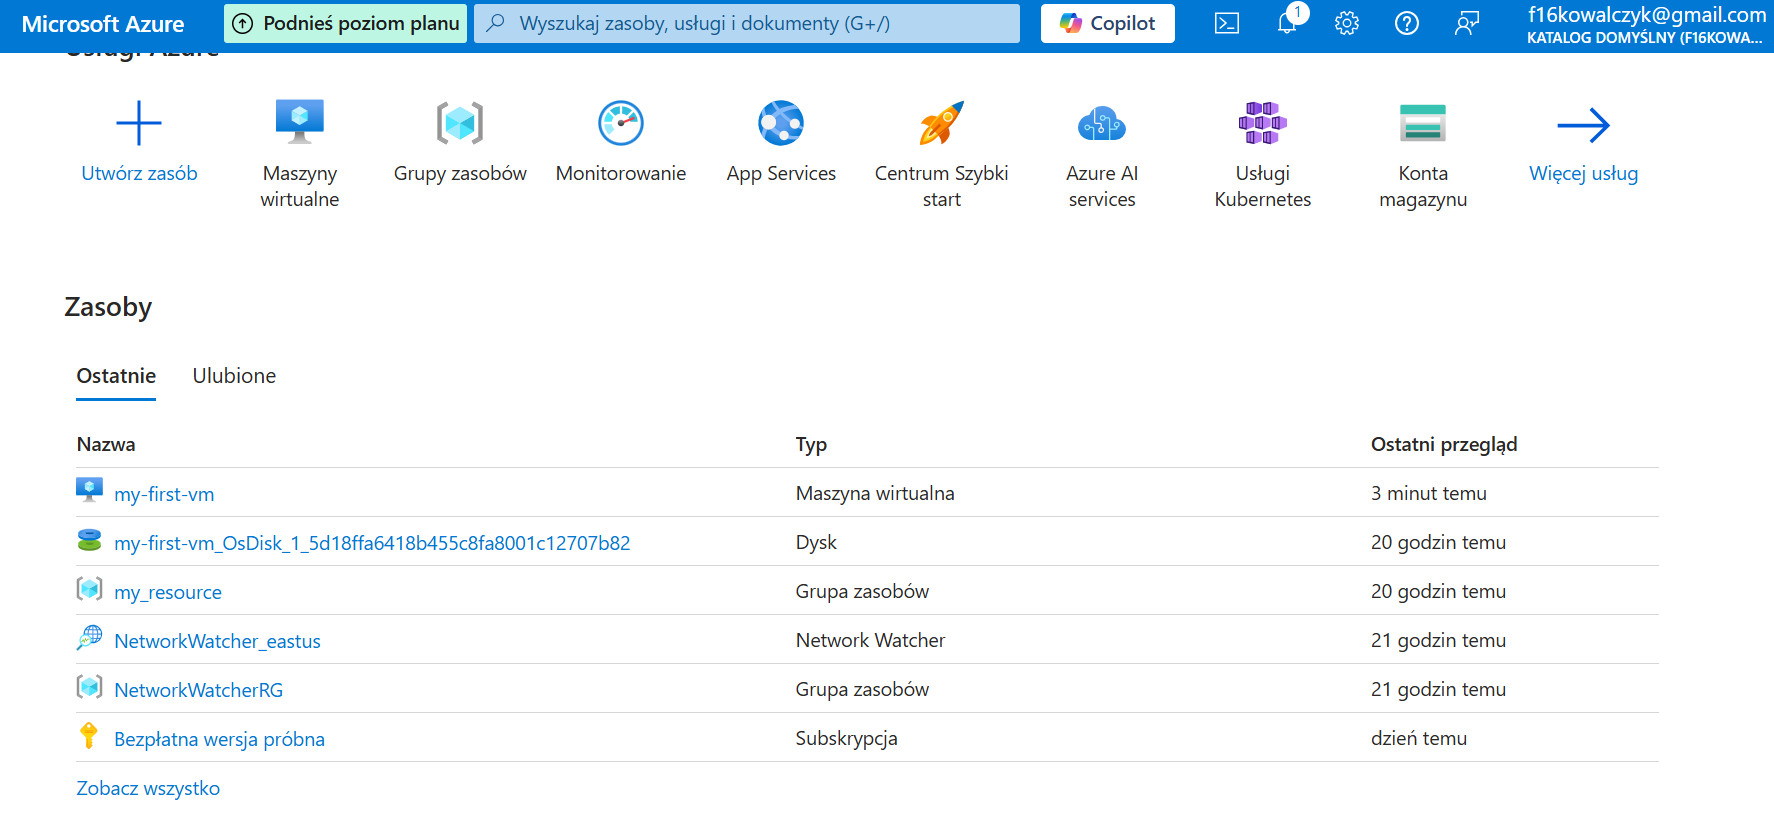 Microsoft Azure
Podnieś poziom planu
Wyszukaj zasoby, usługi i dokumenty (G+/)
Copilot
1
f16kowalczyk@gmail.com
KATALOG DOMYŚLNY (F16KOWA...
Usługi Azure
Utwórz zasób
Maszyny
wirtualne
Grupy zasobów
Monitorowanie
App Services
Centrum Szybki
start
Azure AI
services
Usługi
Kubernetes
Konta
magazynu
Więcej usług
Zasoby
Ostatnie
Ulubione
Nazwa Typ Ostatni przegląd
my-first-vm Maszyna wirtualna 3 minut temu
my-first-vm_OsDisk_1_5d18ffa6418b455c8fa8001c12707b82 Dysk 20 godzin temu
my_resource Grupa zasobów 20 godzin temu
NetworkWatcher_eastus Network Watcher 21 godzin temu
NetworkWatcherRG Grupa zasobów 21 godzin temu
Bezpłatna wersja próbna Subskrypcja dzień temu
Zobacz wszystko